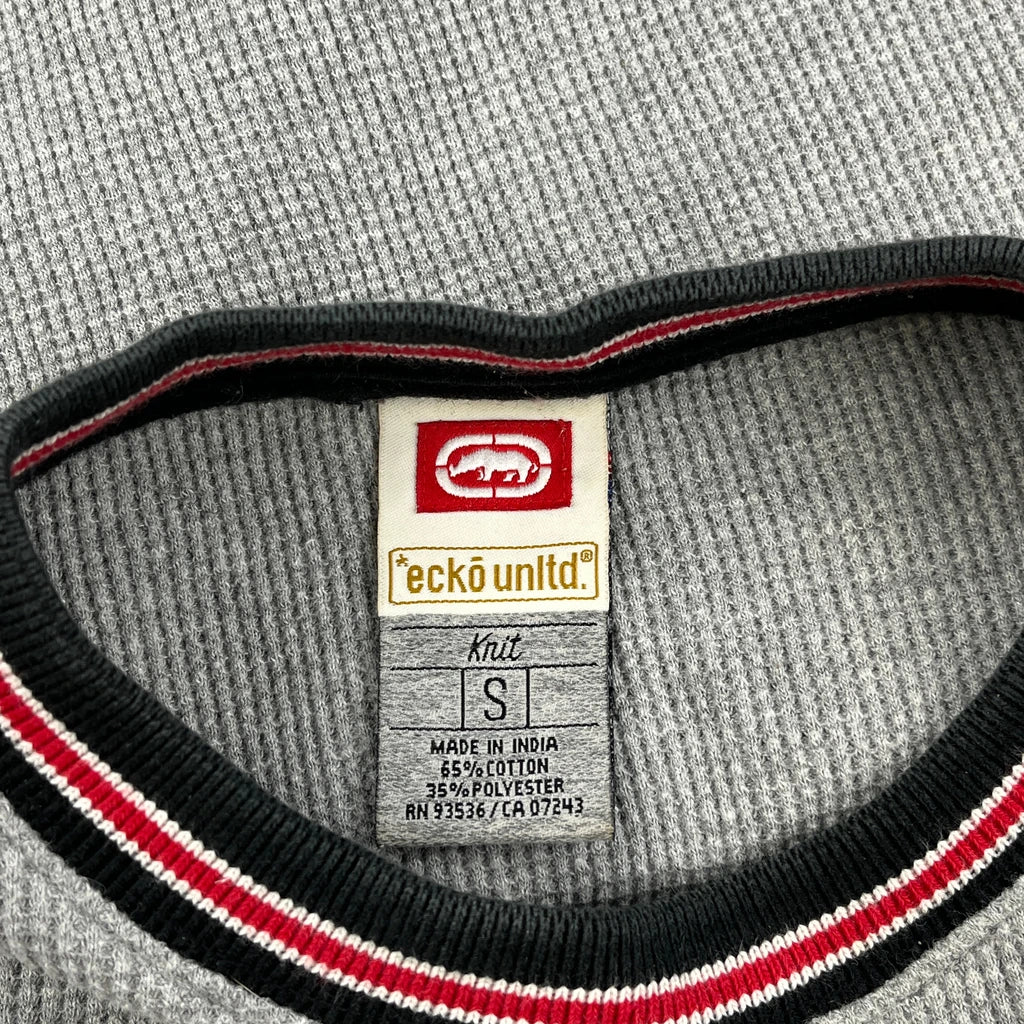 *eckō unltd.®
Knit
S
MADE IN INDIA
65% COTTON
35% POLYESTER
RN 93536 / CA 07243